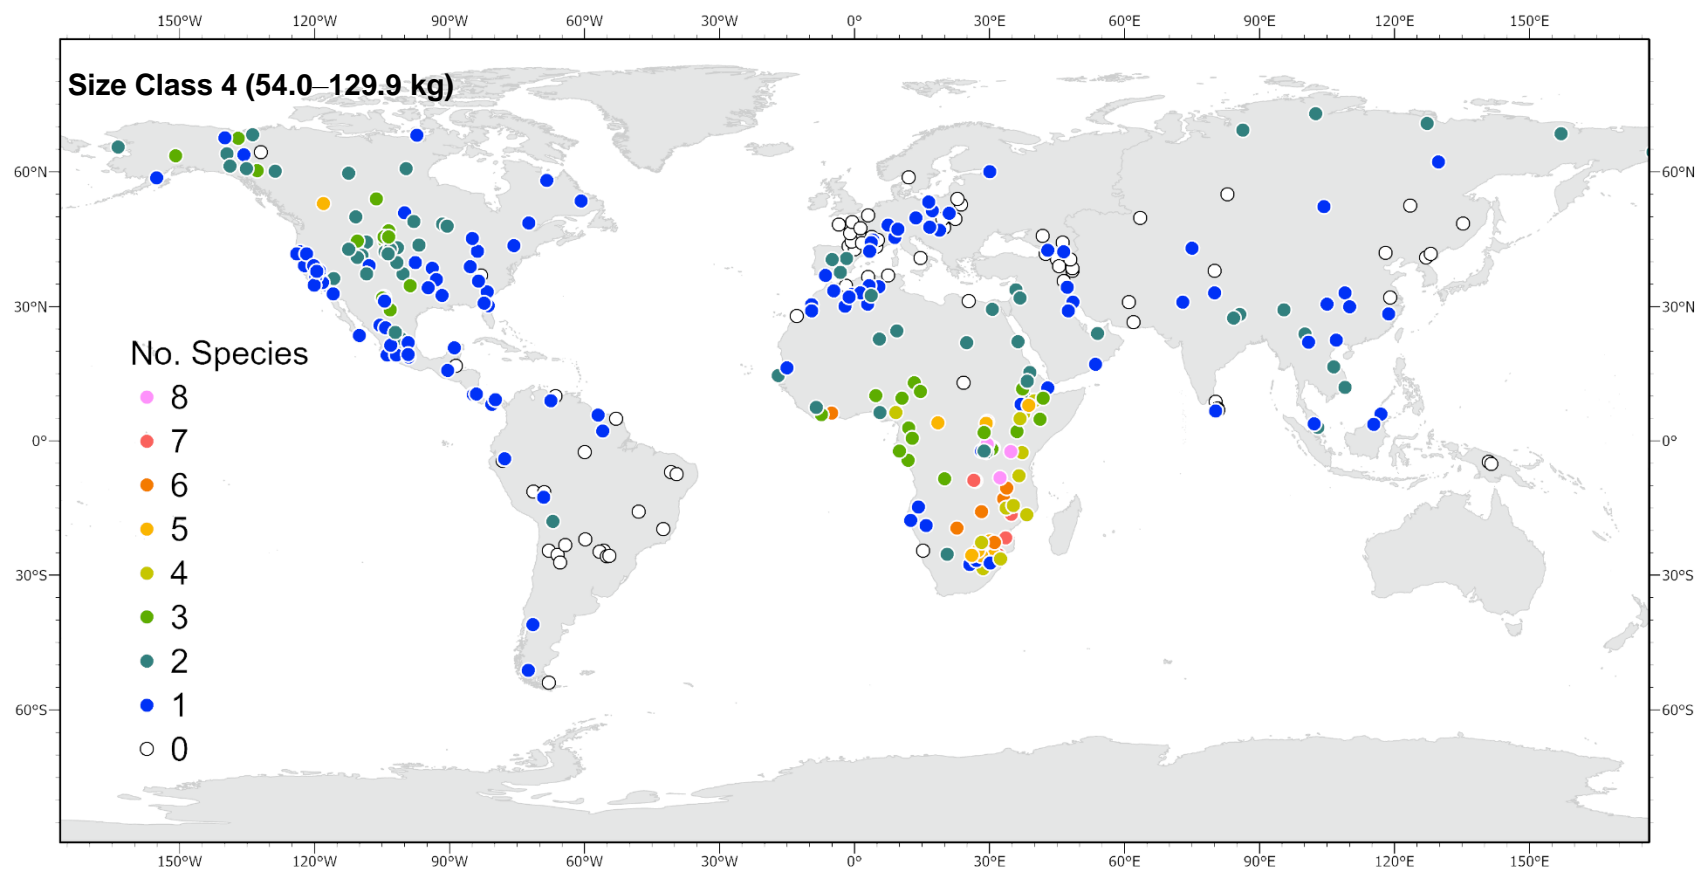 150°W 120°W 90°W 60°W 30°W 0° 30°E 60°E 90°E 120°E 150°E
Size Class 4 (54.0–129.9 kg)
60°N 60°N
30°N 30°N
No. Species
8
0° 7 0°
6
5
30°S 4 30°S
3
2
60°S 1 60°S
0
150°W 120°W 90°W 60°W 30°W 0° 30°E 60°E 90°E 120°E 150°E